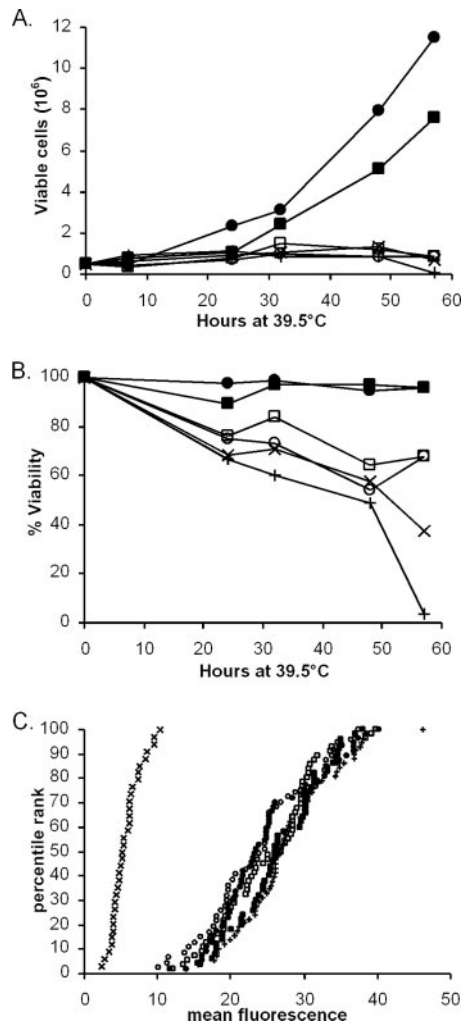 A.
12
10
8
6
4
2
0
Viable cells (10⁶)
0 10 20 30 40 50 60
Hours at 39.5°C
B.
100
80
60
40
20
0
% Viability
0 10 20 30 40 50 60
Hours at 39.5°C
C.
100
90
80
70
60
50
40
30
20
10
0
percentile rank
0 10 20 30 40 50
mean fluorescence